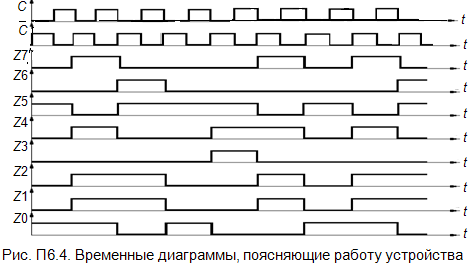 C t
C̅ t
Z7 t
Z6 t
Z5 t
Z4 t
Z3 t
Z2 t
Z1 t
Z0 t
Рис. П6.4. Временные диаграммы, поясняющие работу устройства